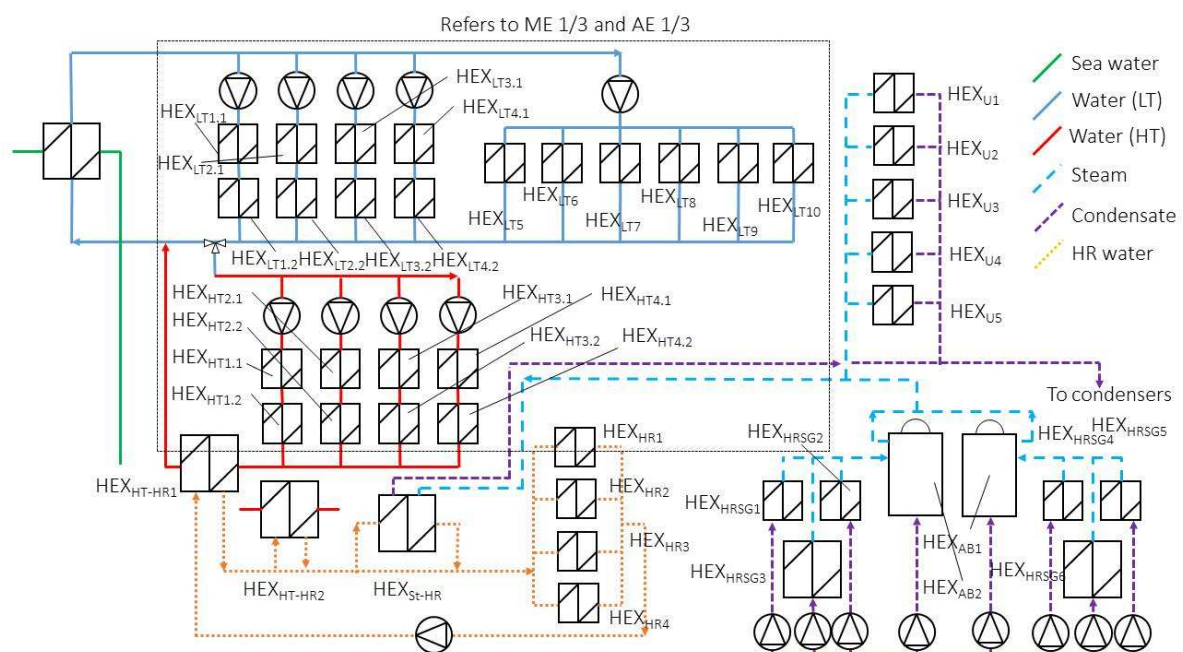 Refers to ME 1/3 and AE 1/3
HEXLT1.1
HEXLT2.1
HEXLT3.1
HEXLT4.1
HEXLT5
HEXLT6
HEXLT7
HEXLT8
HEXLT9
HEXLT10
HEXLT1.2
HEXLT2.2
HEXLT3.2
HEXLT4.2
HEXU1
HEXU2
HEXU3
HEXU4
HEXU5
Sea water
Water (LT)
Water (HT)
Steam
Condensate
HR water
HEXHT2.1
HEXHT2.2
HEXHT1.1
HEXHT1.2
HEXHT3.1
HEXHT4.1
HEXHT3.2
HEXHT4.2
To condensers
HEXHT-HR1
HEXHT-HR2
HEXSt-HR
HEXHR1
HEXHR2
HEXHR3
HEXHR4
HEXHRSG2
HEXHRSG1
HEXHRSG3
HEXAB1
HEXAB2
HEXHRSG4
HEXHRSG5
HEXHRSG6